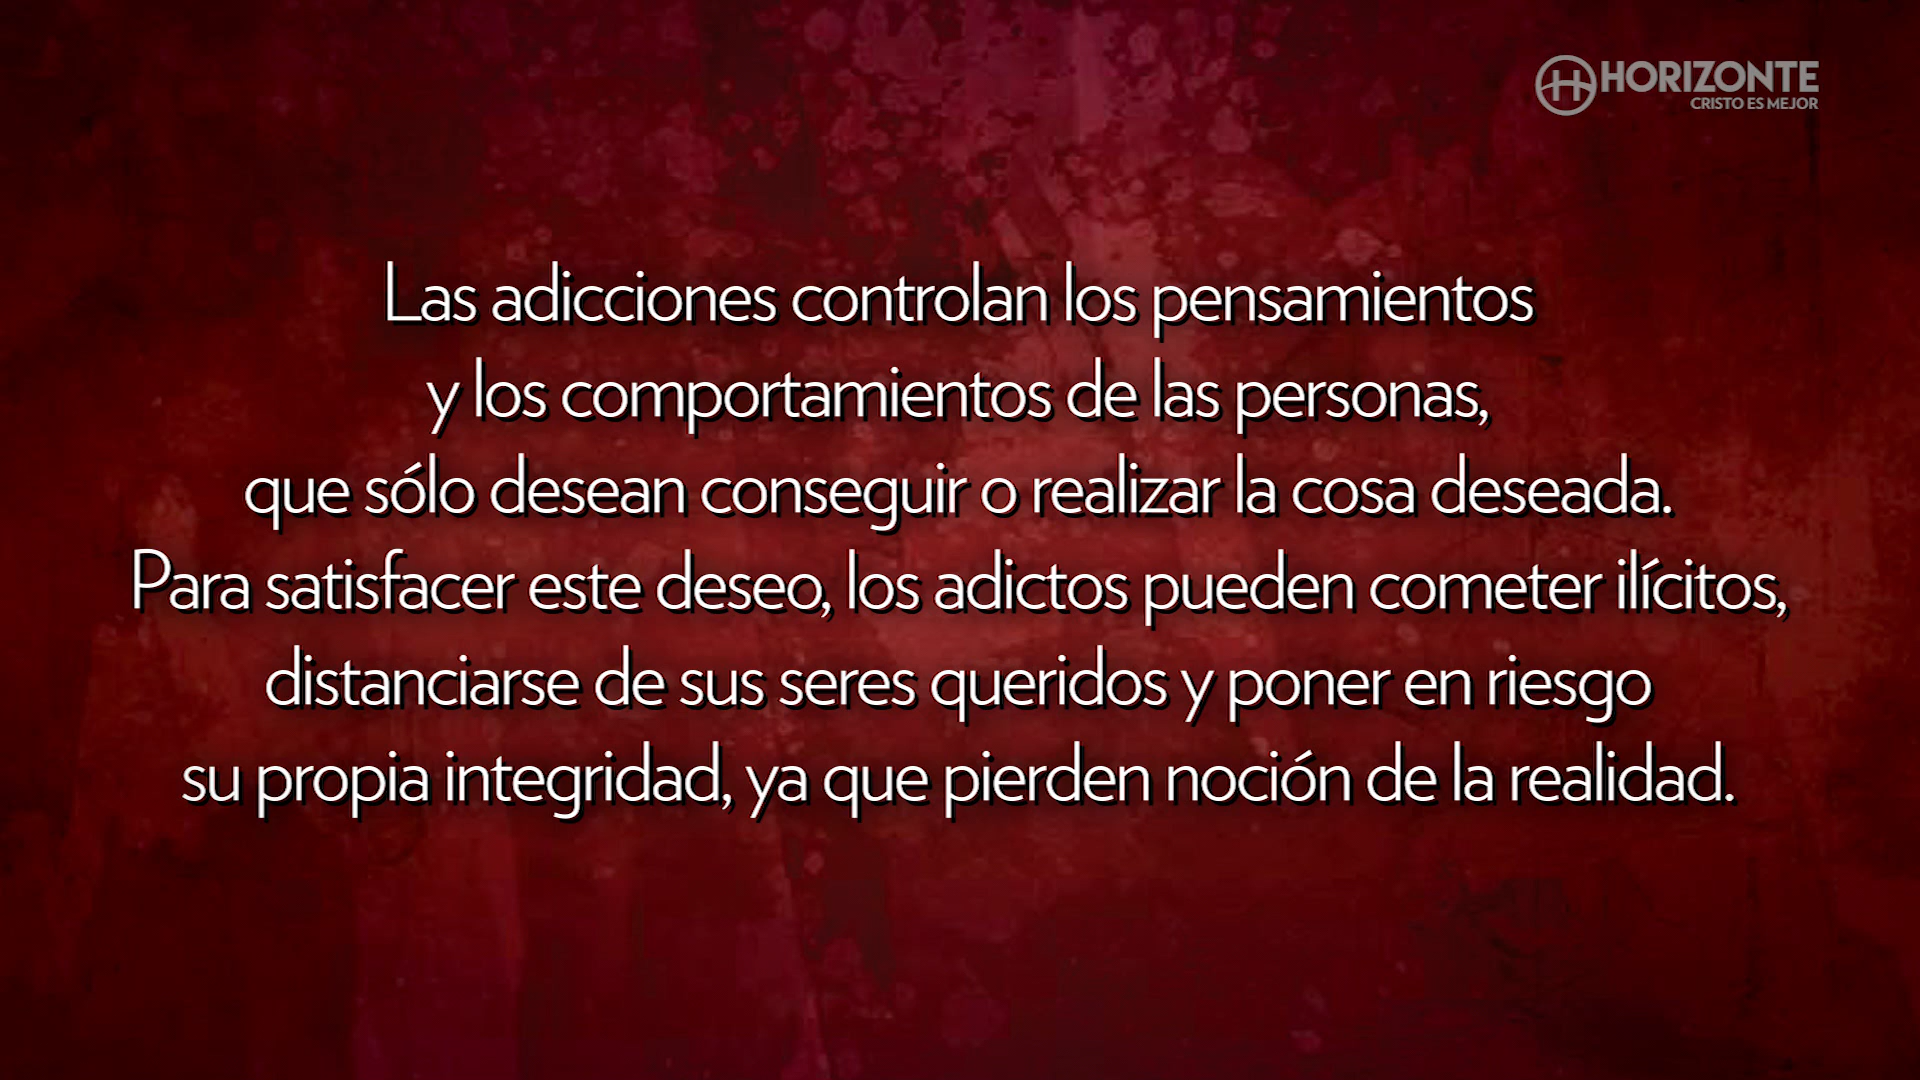 HORIZONTE
CRISTO ES MEJOR
Las adicciones controlan los pensamientos
y los comportamientos de las personas,
que sólo desean conseguir o realizar la cosa deseada.
Para satisfacer este deseo, los adictos pueden cometer ilícitos,
distanciarse de sus seres queridos y poner en riesgo
su propia integridad, ya que pierden noción de la realidad.